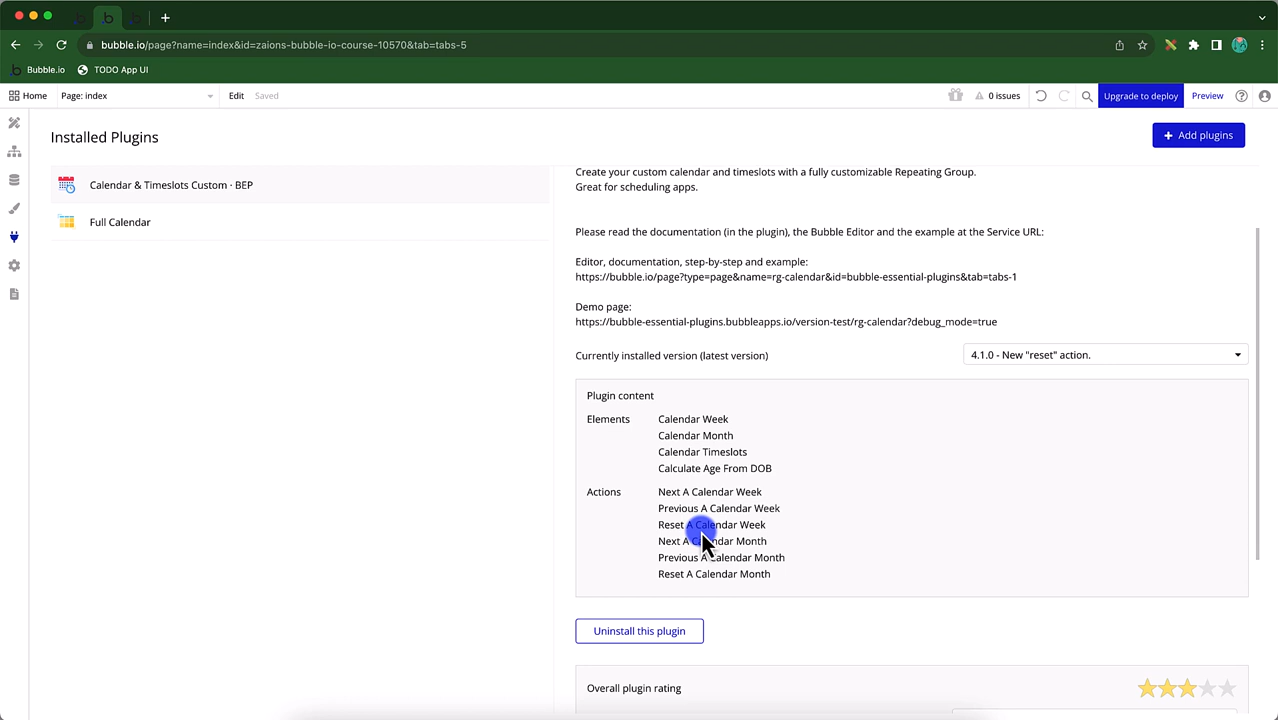 bubble.io/page?name=index&id=zaions-bubble-io-course-10570&tab=tabs-5
Bubble.io
TODO App UI
Home
Page: index
Edit
Saved
0 issues
Upgrade to deploy
Preview
Installed Plugins
+ Add plugins
Calendar & Timeslots Custom · BEP
Full Calendar
Create your custom calendar and timeslots with a fully customizable Repeating Group.
Great for scheduling apps.
Please read the documentation (in the plugin), the Bubble Editor and the example at the Service URL:
Editor, documentation, step-by-step and example:
https://bubble.io/page?type=page&name=rg-calendar&id=bubble-essential-plugins&tab=tabs-1
Demo page:
https://bubble-essential-plugins.bubbleapps.io/version-test/rg-calendar?debug_mode=true
Currently installed version (latest version)
4.1.0 - New "reset" action.
Plugin content
Elements
Calendar Week
Calendar Month
Calendar Timeslots
Calculate Age From DOB
Actions
Next A Calendar Week
Previous A Calendar Week
Reset A Calendar Week
Next A Calendar Month
Previous A Calendar Month
Reset A Calendar Month
Uninstall this plugin
Overall plugin rating